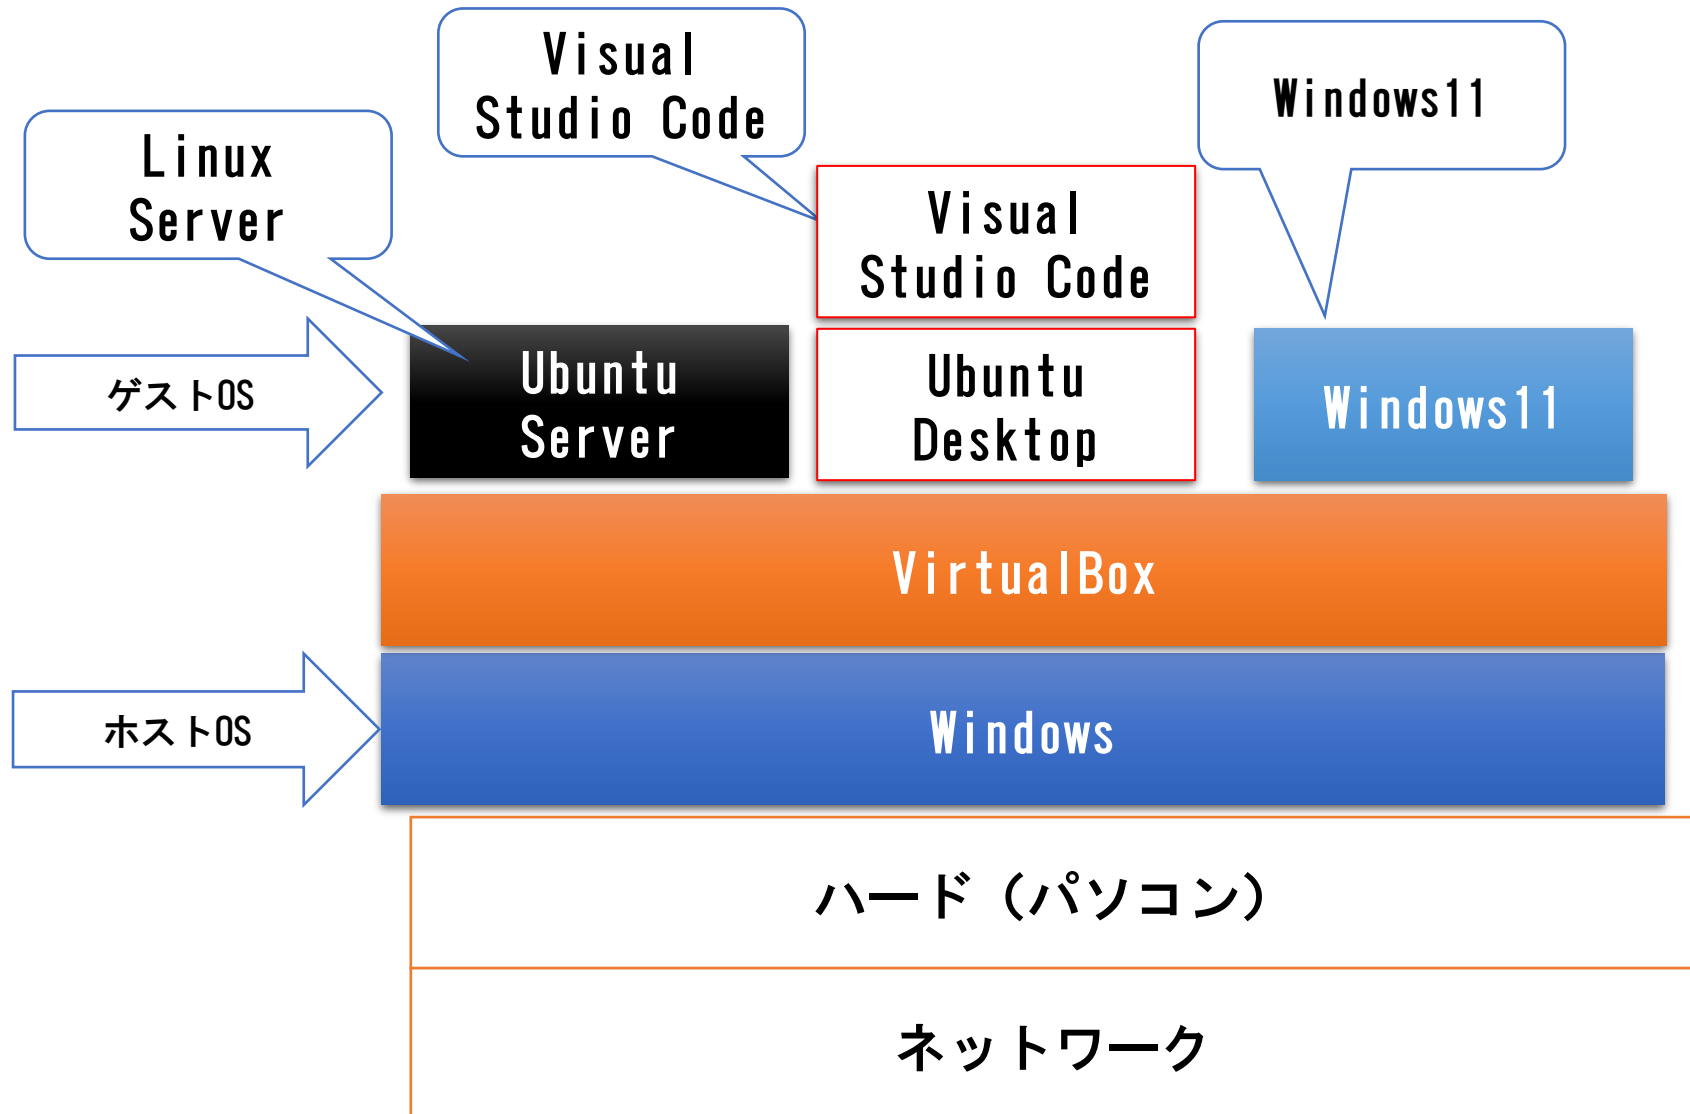 Visual
Studio Code
Windows11
Linux
Server
Visual
Studio Code
ゲストOS
Ubuntu
Server
Ubuntu
Desktop
Windows11
VirtualBox
ホストOS
Windows
ハード（パソコン）
ネットワーク